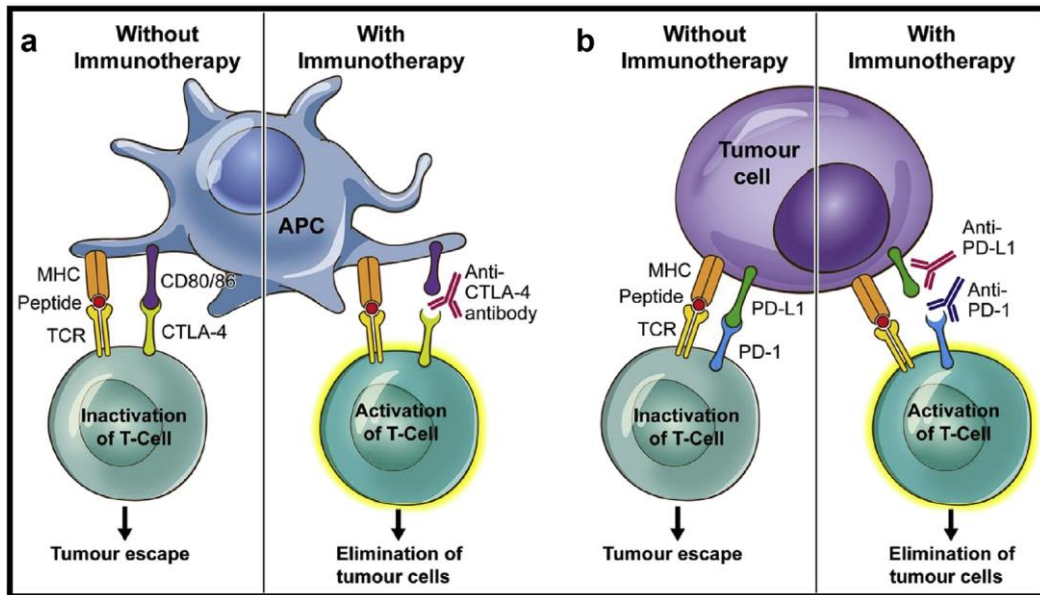 a
Without
Immunotherapy
With
Immunotherapy
APC
MHC
Peptide
TCR
CD80/86
CTLA-4
Anti-
CTLA-4
antibody
Inactivation
of T-Cell
Activation
of T-Cell
Tumour escape
Elimination of
tumour cells
b
Without
Immunotherapy
With
Immunotherapy
Tumour
cell
MHC
Peptide
TCR
PD-L1
PD-1
Anti-
PD-L1
Anti-
PD-1
Inactivation
of T-Cell
Activation
of T-Cell
Tumour escape
Elimination of
tumour cells